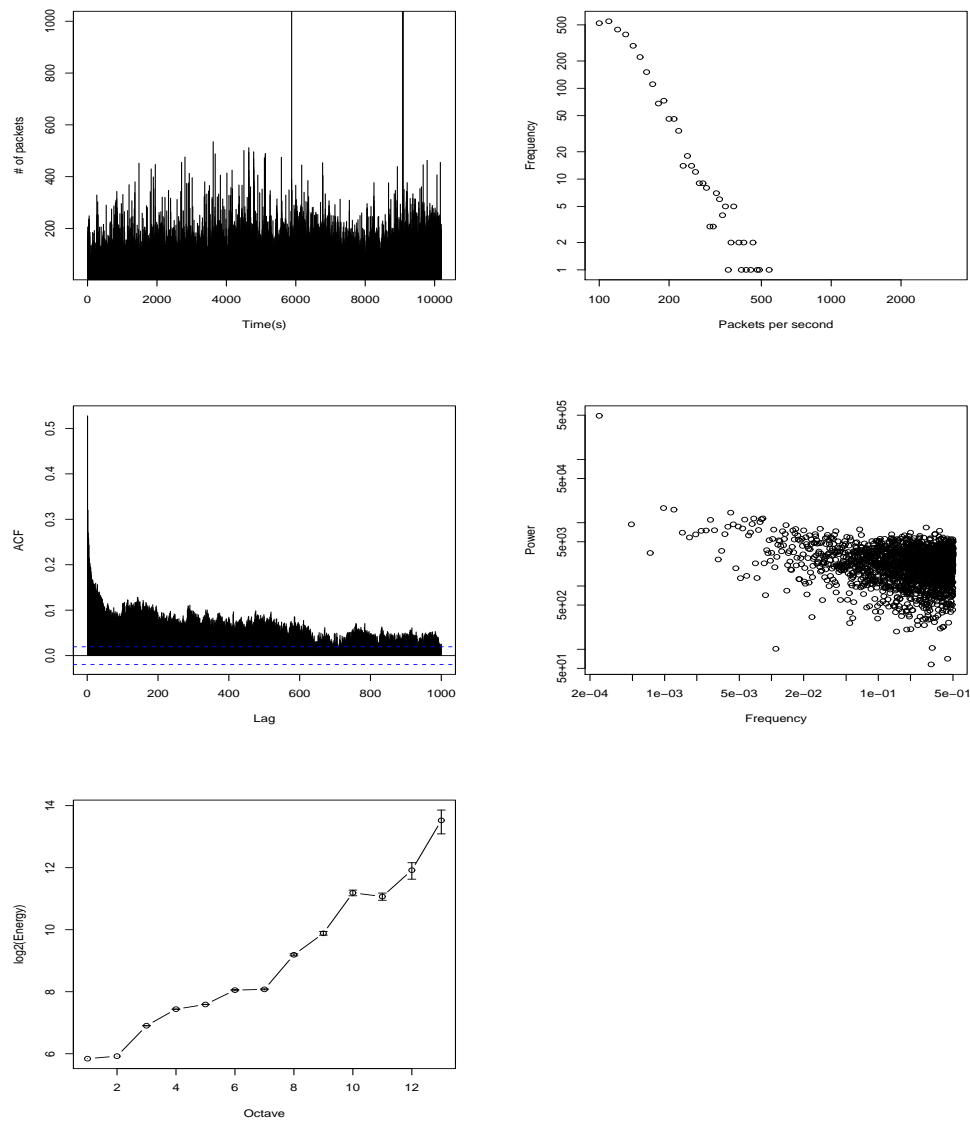 # of packets
200
400
600
800
1000
0
2000
4000
6000
8000
10000
Time(s)
Frequency
1
2
5
10
20
50
100
200
500
100
200
500
1000
2000
Packets per second
ACF
0.0
0.1
0.2
0.3
0.4
0.5
0
200
400
600
800
1000
Lag
Power
5e+01
5e+02
5e+03
5e+04
5e+05
2e−04
1e−03
5e−03
2e−02
1e−01
5e−01
Frequency
log2(Energy)
6
8
10
12
14
2
4
6
8
10
12
Octave